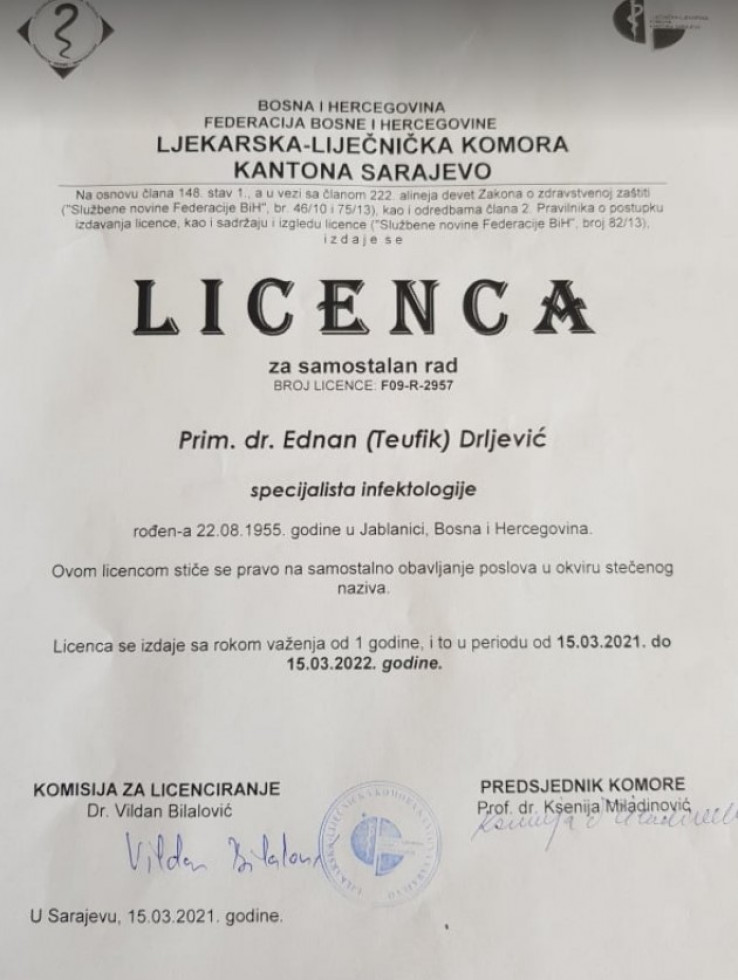 BOSNA I HERCEGOVINA
FEDERACIJA BOSNE I HERCEGOVINE
LJEKARSKA-LIJEČNIČKA KOMORA
KANTONA SARAJEVO
Na osnovu člana 148. stav 1., a u vezi sa članom 222. alineja devet Zakona o zdravstvenoj zaštiti
("Službene novine Federacije BiH", br. 46/10 i 75/13), kao i odredbama člana 2. Pravilnika o postupku
izdavanja licence, kao i sadržaju i izgledu licence ("Službene novine Federacije BiH", broj 82/13),
i z d a j e s e
LICENCA
za samostalan rad
BROJ LICENCE: F09-R-2957
Prim. dr. Ednan (Teufik) Drljević
specijalista infektologije
rođen-a 22.08.1955. godine u Jablanici, Bosna i Hercegovina.
Ovom licencom stiče se pravo na samostalno obavljanje poslova u okviru stečenog
naziva.
Licenca se izdaje sa rokom važenja od 1 godine, i to u periodu od 15.03.2021. do
15.03.2022. godine.
KOMISIJA ZA LICENCIRANJE
Dr. Vildan Bilalović
Vildan Bilalović
PREDSJEDNIK KOMORE
Prof. dr. Ksenija Miladinović
U Sarajevu, 15.03.2021. godine.